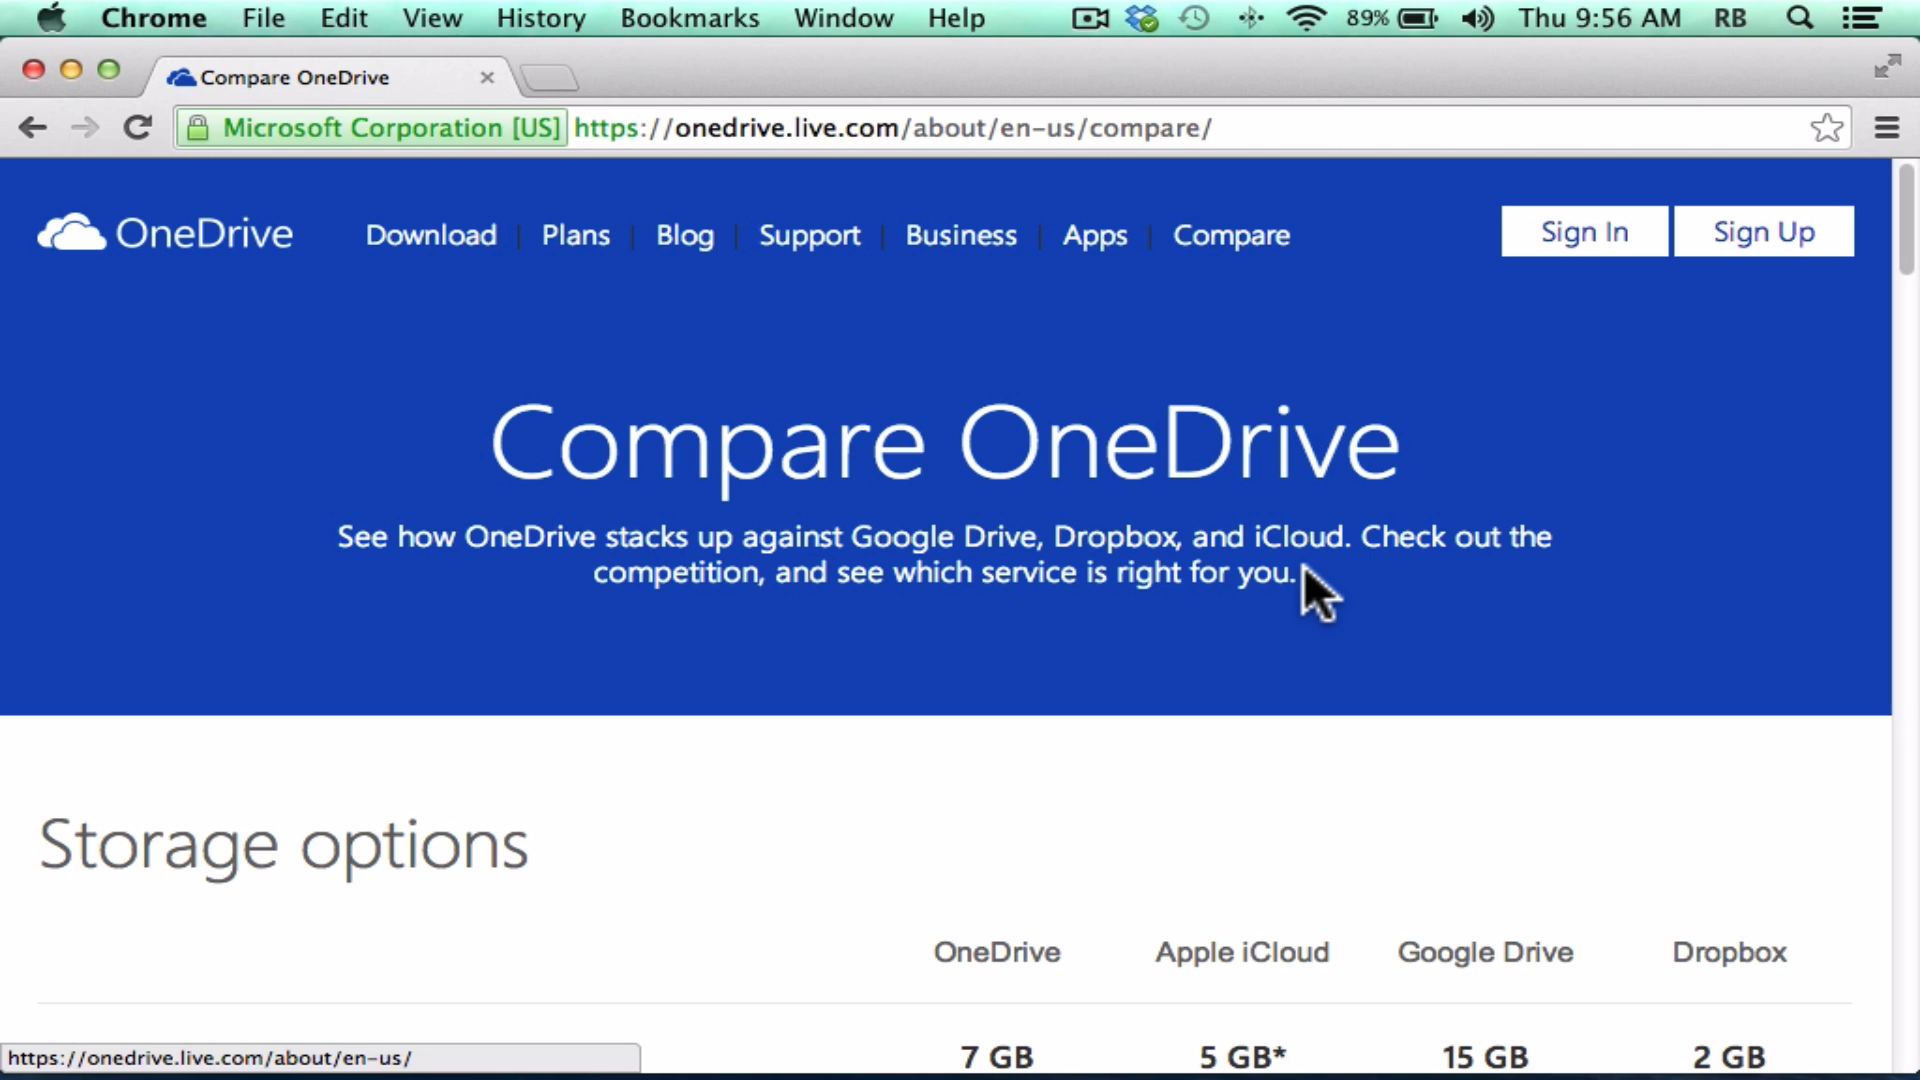 Chrome File Edit View History Bookmarks Window Help 89% Thu 9:56 AM RB
Compare OneDrive
Microsoft Corporation [US] https://onedrive.live.com/about/en-us/compare/
OneDrive Download Plans Blog Support Business Apps Compare Sign In Sign Up
Compare OneDrive
See how OneDrive stacks up against Google Drive, Dropbox, and iCloud. Check out the
competition, and see which service is right for you.
Storage options
OneDrive Apple iCloud Google Drive Dropbox
7 GB 5 GB* 15 GB 2 GB
https://onedrive.live.com/about/en-us/